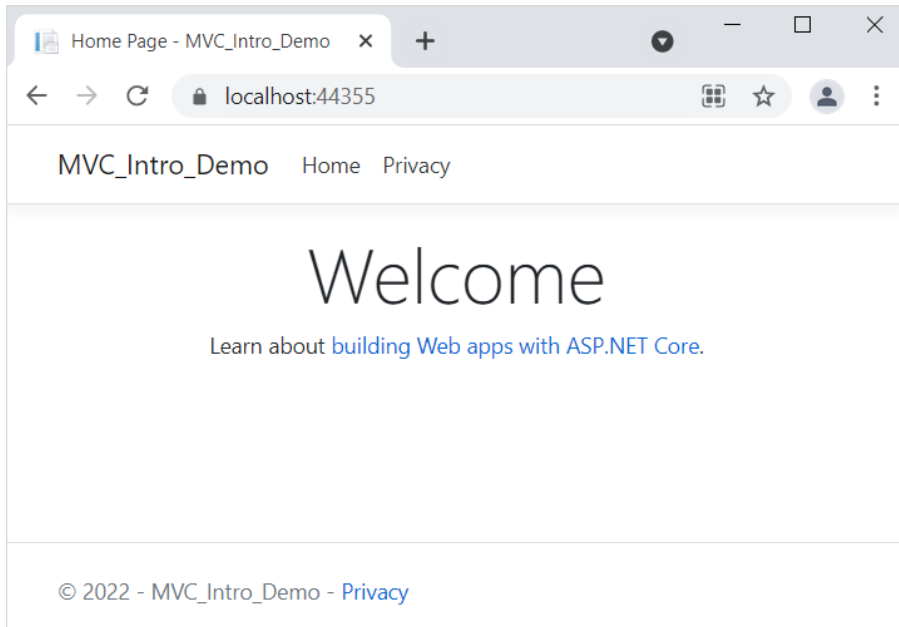 Home Page - MVC_Intro_Demo
localhost:44355
MVC_Intro_Demo Home Privacy
Welcome
Learn about building Web apps with ASP.NET Core.
© 2022 - MVC_Intro_Demo - Privacy